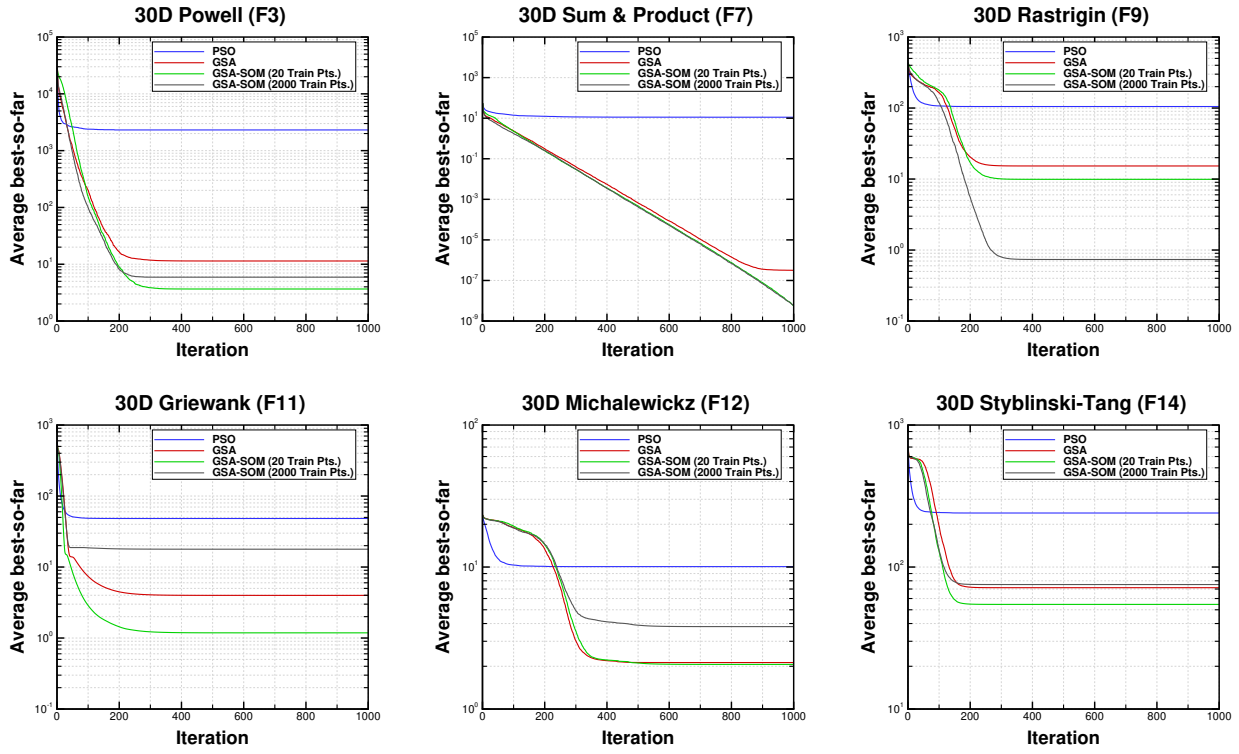 30D Powell (F3)
Average best-so-far
10^5
10^4
10^3
10^2
10^1
10^0
PSO
GSA
GSA-SOM (20 Train Pts.)
GSA-SOM (2000 Train Pts.)
0 200 400 600 800 1000
Iteration
30D Sum & Product (F7)
Average best-so-far
10^5
10^3
10^1
10^-1
10^-3
10^-5
10^-7
10^-9
PSO
GSA
GSA-SOM (20 Train Pts.)
GSA-SOM (2000 Train Pts.)
0 200 400 600 800 1000
Iteration
30D Rastrigin (F9)
Average best-so-far
10^3
10^2
10^1
10^0
10^-1
PSO
GSA
GSA-SOM (20 Train Pts.)
GSA-SOM (2000 Train Pts.)
0 200 400 600 800 1000
Iteration
30D Griewank (F11)
Average best-so-far
10^3
10^2
10^1
10^0
10^-1
PSO
GSA
GSA-SOM (20 Train Pts.)
GSA-SOM (2000 Train Pts.)
0 200 400 600 800 1000
Iteration
30D Michalewickz (F12)
Average best-so-far
10^2
10^1
10^0
PSO
GSA
GSA-SOM (20 Train Pts.)
GSA-SOM (2000 Train Pts.)
0 200 400 600 800 1000
Iteration
30D Styblinski-Tang (F14)
Average best-so-far
10^3
10^2
10^1
PSO
GSA
GSA-SOM (20 Train Pts.)
GSA-SOM (2000 Train Pts.)
0 200 400 600 800 1000
Iteration